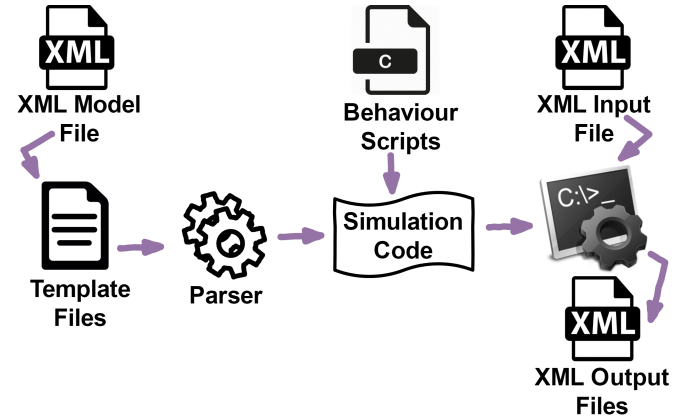 XML
XML Model
File
C
Behaviour
Scripts
XML
XML Input
File
Template
Files
Parser
Simulation
Code
C:\>_
XML
XML Output
Files